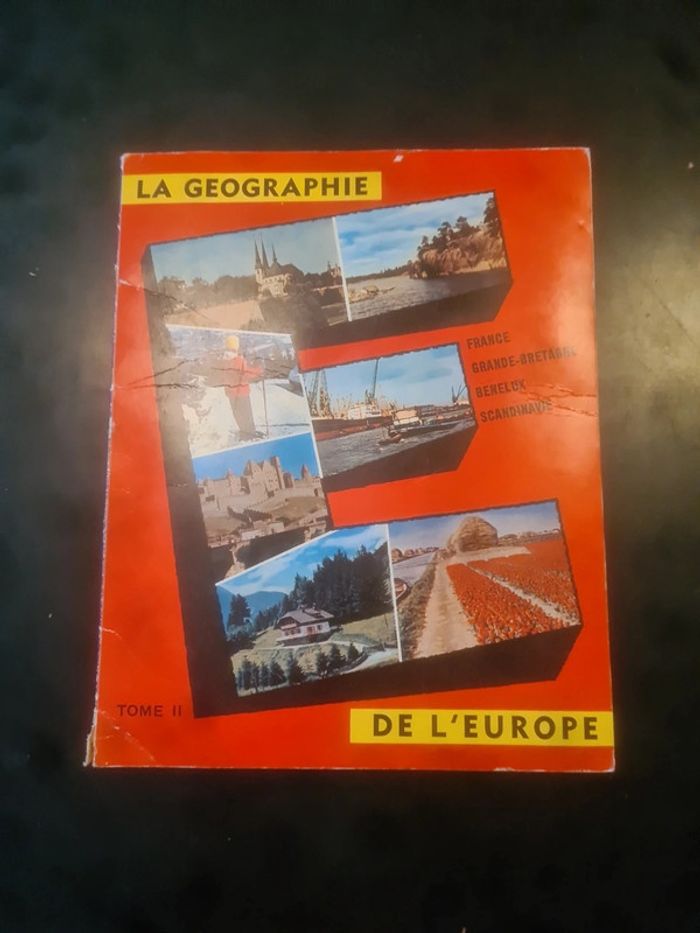 LA GEOGRAPHIE
FRANCE
GRANDE-BRETAGNE
BENELUX
SCANDINAVIE
TOME II
DE L'EUROPE